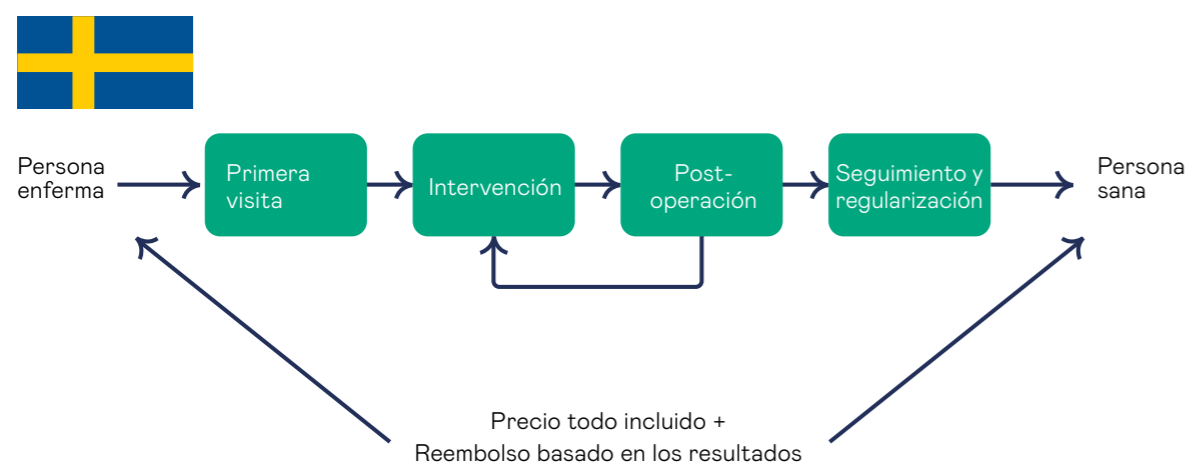 Persona
enferma
Primera
visita
Intervención
Post-
operación
Seguimiento y
regularización
Persona
sana
Precio todo incluido +
Reembolso basado en los resultados